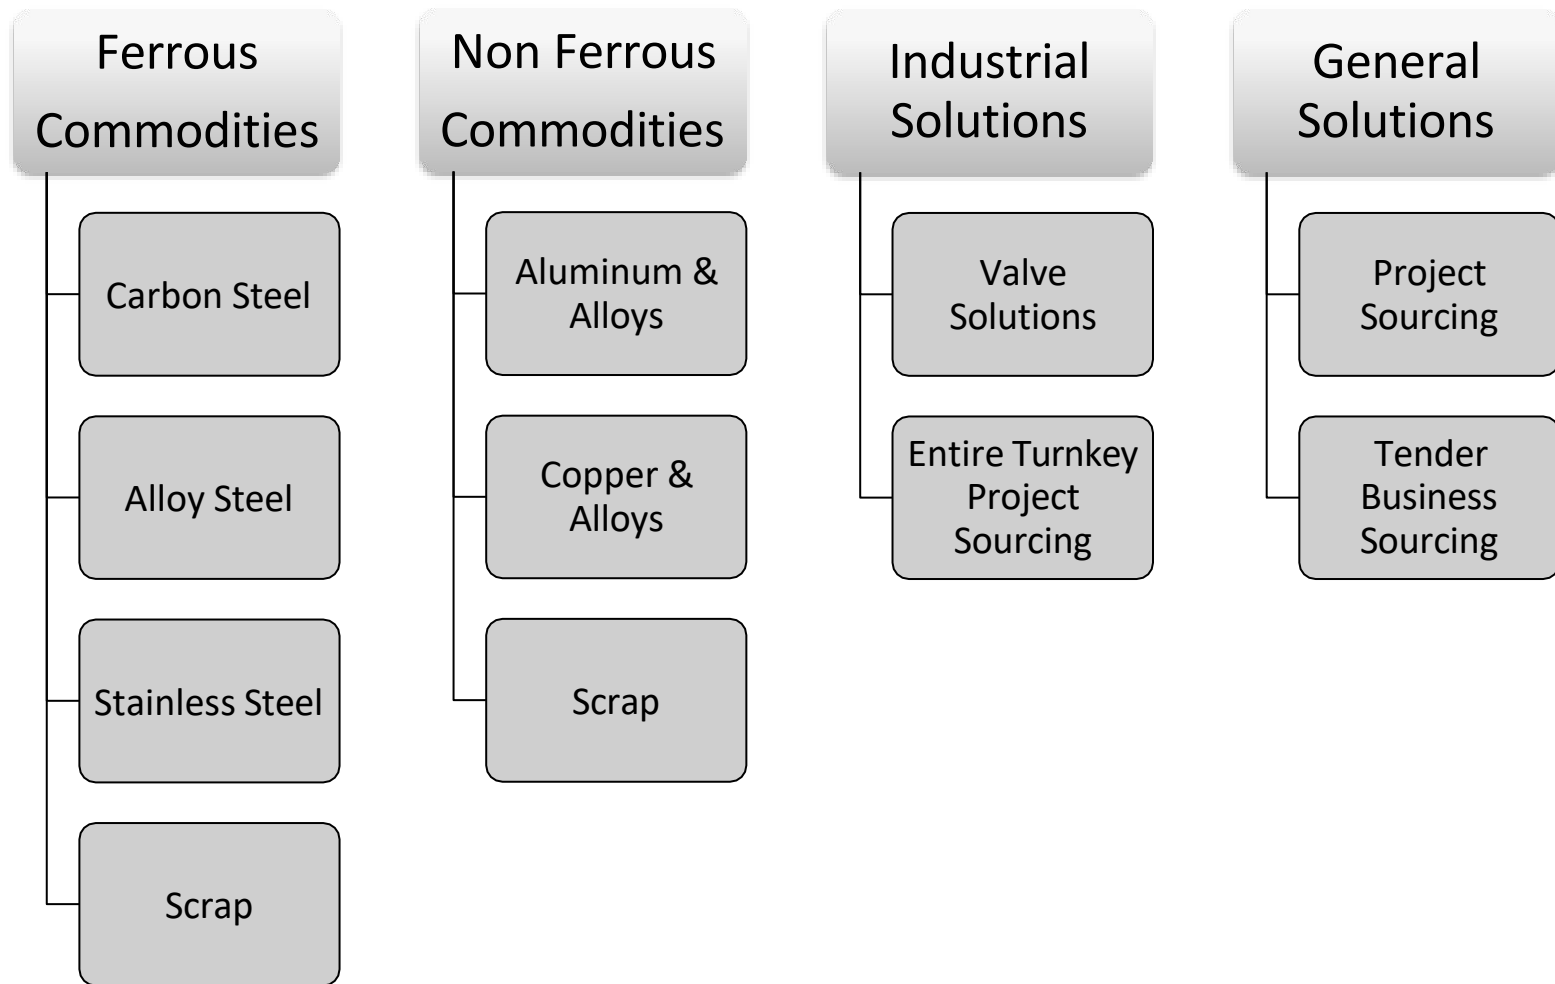 Ferrous
Commodities
Carbon Steel
Alloy Steel
Stainless Steel
Scrap
Non Ferrous
Commodities
Aluminum &
Alloys
Copper &
Alloys
Scrap
Industrial
Solutions
Valve
Solutions
Entire Turnkey
Project
Sourcing
General
Solutions
Project
Sourcing
Tender
Business
Sourcing